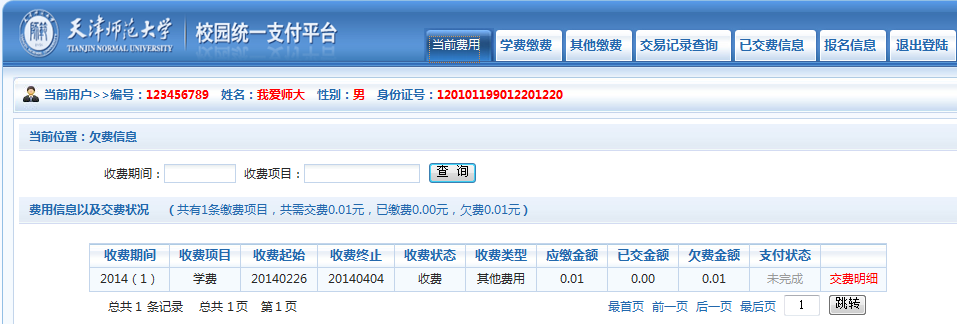 天津师范大学 校园统一支付平台
TIANJIN NORMAL UNIVERSITY
当前费用 学费缴费 其他缴费 交易记录查询 已交费信息 报名信息 退出登陆
当前用户>>编号：123456789 姓名：我爱师大 性别：男 身份证号：120101199012201220
当前位置：欠费信息
收费期间： 收费项目： 查 询
费用信息以及交费状况 （共有1条缴费项目，共需交费0.01元，已缴费0.00元，欠费0.01元）
收费期间 收费项目 收费起始 收费终止 收费状态 收费类型 应缴金额 已交金额 欠费金额 支付状态
2014（1） 学费 20140226 20140404 收费 其他费用 0.01 0.00 0.01 未完成 交费明细
总共 1 条记录 总共 1 页 第 1 页 最首页 前一页 后一页 最后页 1 跳转